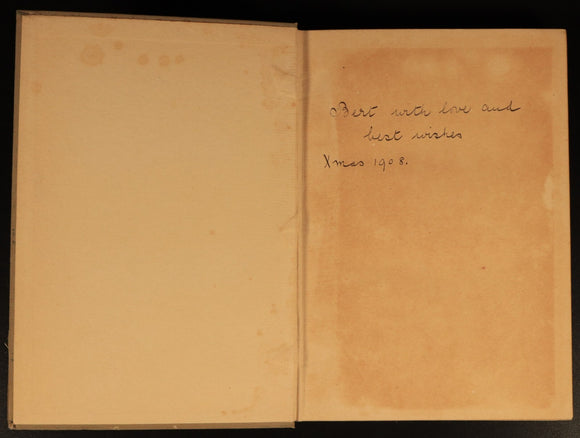 Bert with love and
best wishes
Xmas 1908.